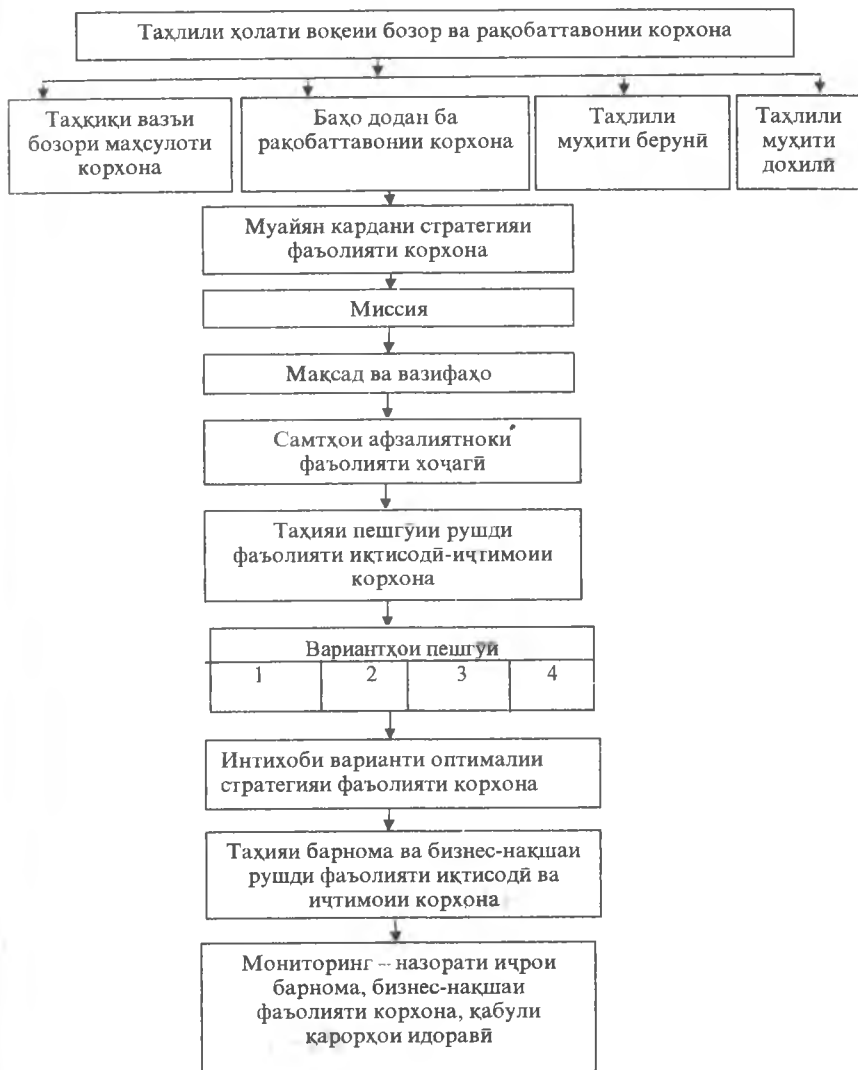 Таҳлили ҳолати воқеии бозор ва рақобаттавонии корхона
Таҳқиқи вазъи
бозори маҳсулоти
корхона
Баҳо додан ба
рақобаттавонии корхона
Таҳлили
муҳити берунӣ
Таҳлили
муҳити
дохилӣ
Муайян кардани стратегияи
фаъолияти корхона
Миссия
Мақсад ва вазифаҳо
Самтҳои афзалиятноки
фаъолияти хоҷагӣ
Таҳияи пешгӯии рушди
фаъолияти иқтисодӣ-иҷтимоии
корхона
Вариантҳои пешгӯи
1 2 3 4
Интихоби варианти оптималии
стратегияи фаъолияти корхона
Таҳияи барнома ва бизнес-нақшаи
рушди фаъолияти иқтисодӣ ва
иҷтимоии корхона
Мониторинг – назорати иҷрои
барнома, бизнес-нақшаи
фаъолияти корхона, қабули
қарорҳои идоравӣ